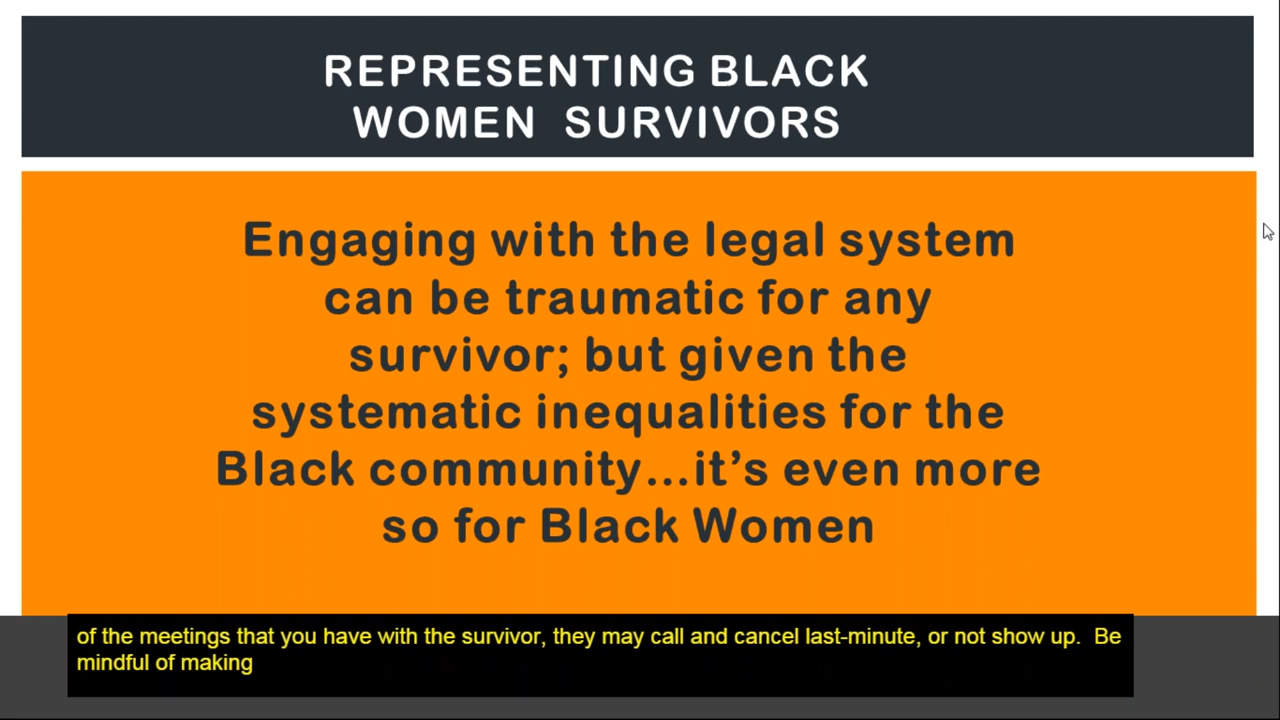 REPRESENTING BLACK
WOMEN SURVIVORS
Engaging with the legal system
can be traumatic for any
survivor; but given the
systematic inequalities for the
Black community...it’s even more
so for Black Women
of the meetings that you have with the survivor, they may call and cancel last-minute, or not show up. Be
mindful of making